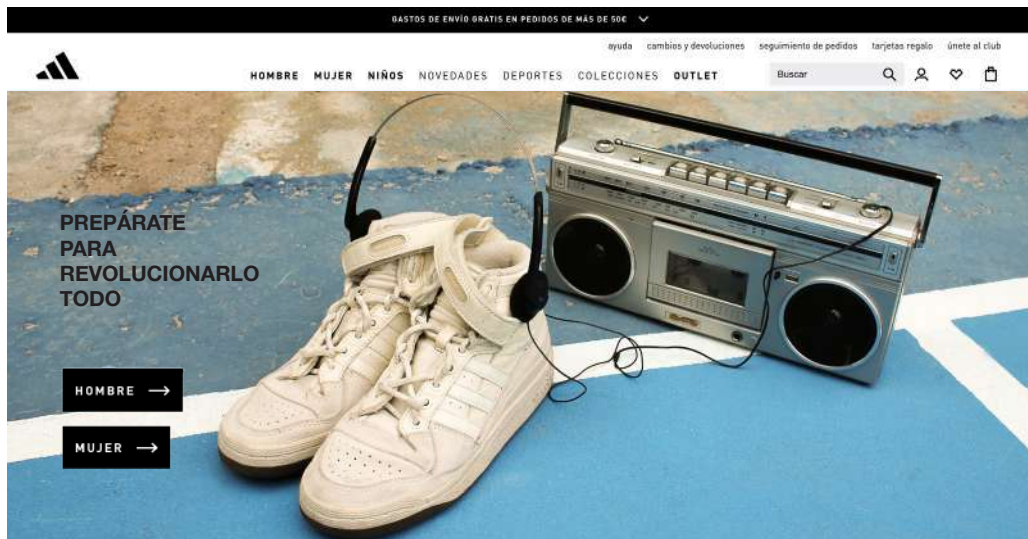 GASTOS DE ENVÍO GRATIS EN PEDIDOS DE MÁS DE 50€
ayuda cambios y devoluciones seguimiento de pedidos tarjetas regalo únete al club
HOMBRE MUJER NIÑOS NOVEDADES DEPORTES COLECCIONES OUTLET Buscar
PREPÁRATE
PARA
REVOLUCIONARLO
TODO
HOMBRE
MUJER